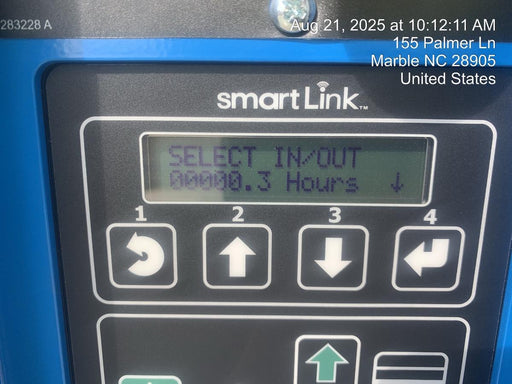 283228 A
Aug 21, 2025 at 10:12:11 AM
155 Palmer Ln
Marble NC 28905
United States
smartLink™
SELECT IN/OUT
00000.3 Hours ↓
1 2 3 4